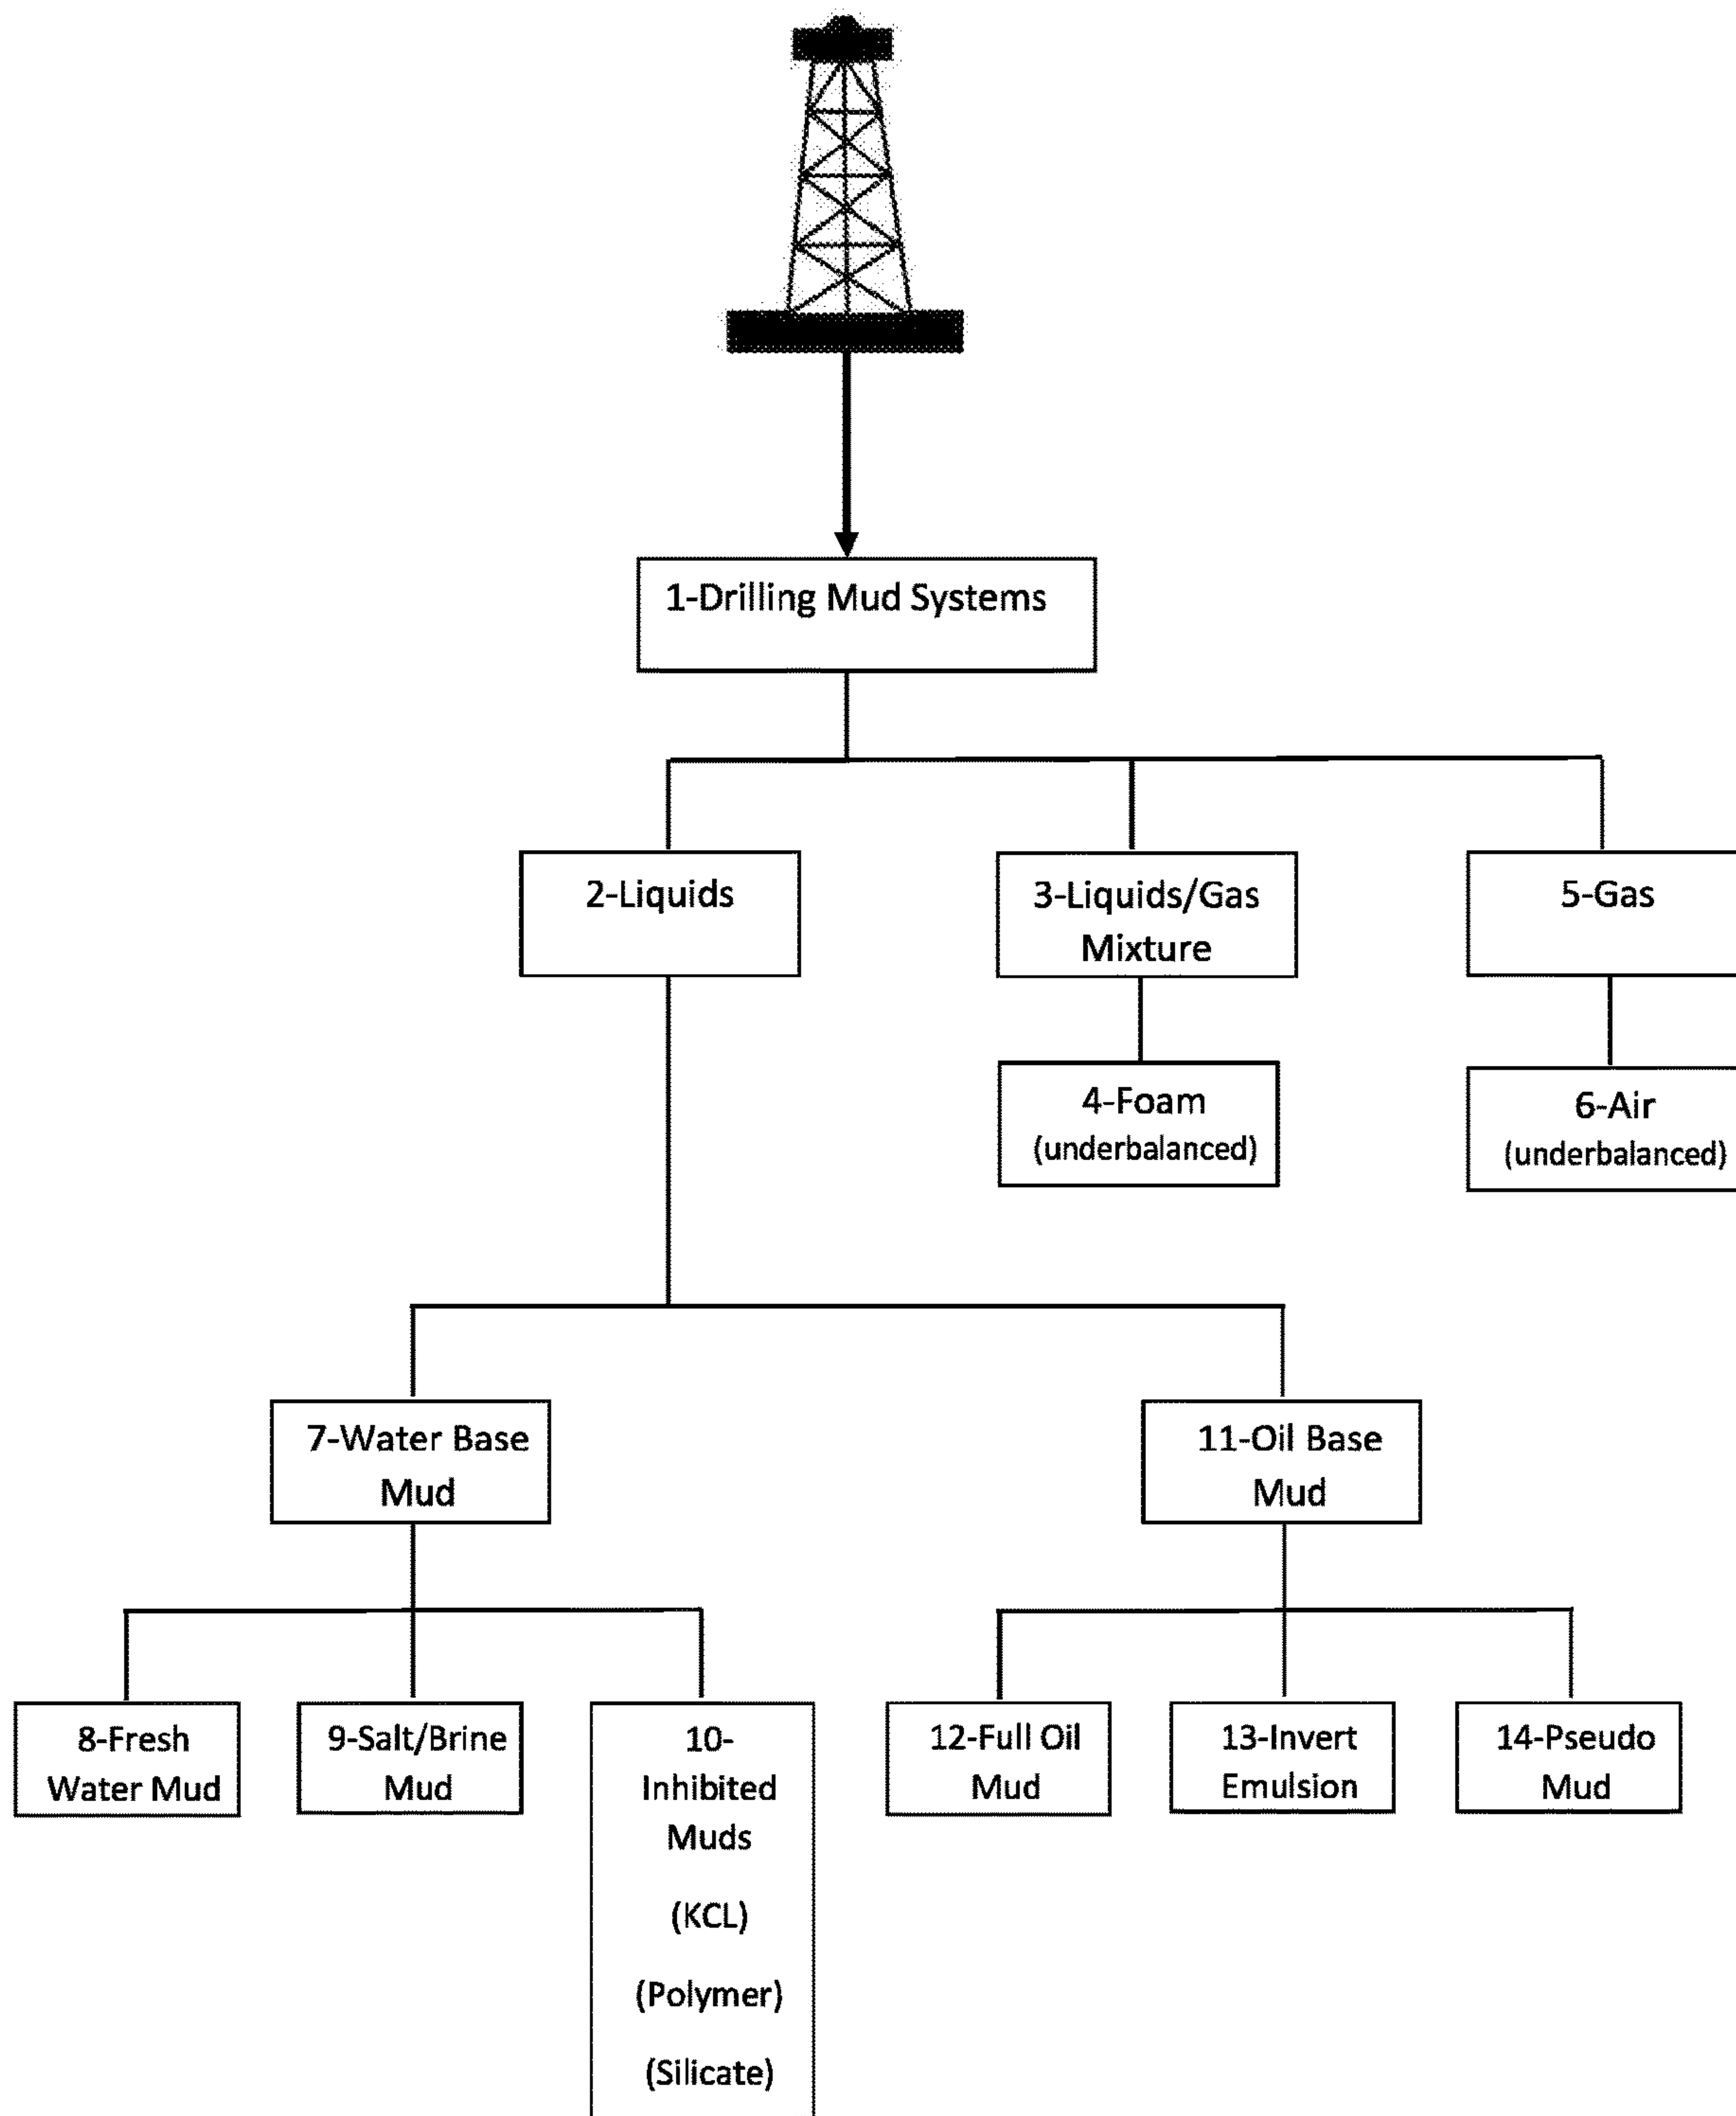 1-Drilling Mud Systems
2-Liquids
3-Liquids/Gas
Mixture
5-Gas
4-Foam
(underbalanced)
6-Air
(underbalanced)
7-Water Base
Mud
11-Oil Base
Mud
8-Fresh
Water Mud
9-Salt/Brine
Mud
10-
Inhibited
Muds
(KCL)
(Polymer)
(Silicate)
12-Full Oil
Mud
13-Invert
Emulsion
14-Pseudo
Mud